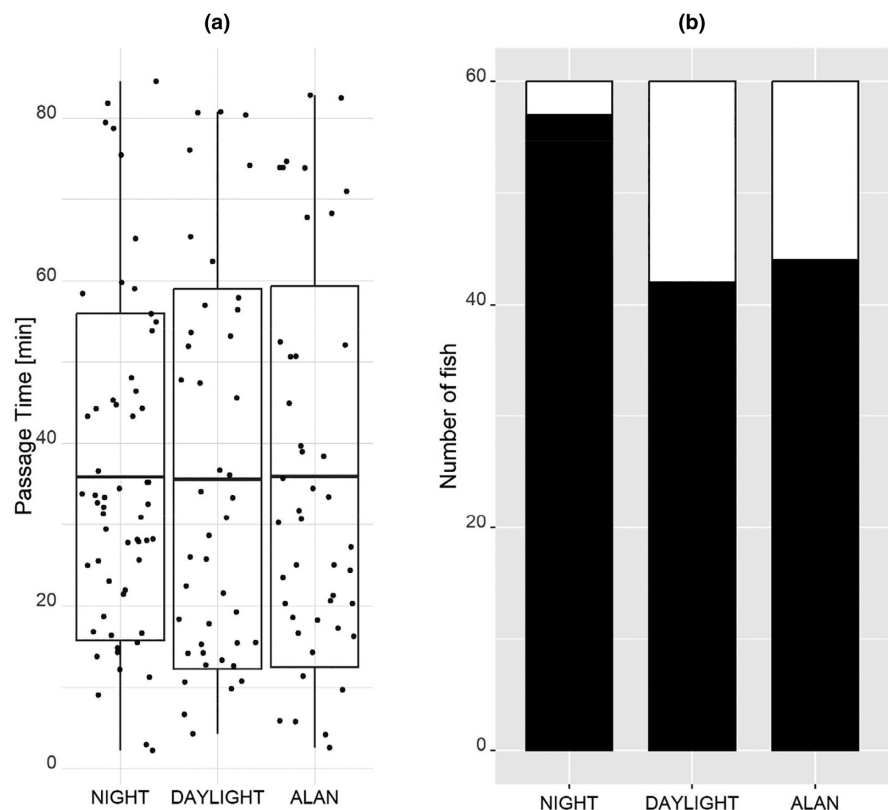 (a)
80
60
40
20
0
Passage Time [min]
NIGHT DAYLIGHT ALAN
(b)
60
40
20
0
Number of fish
NIGHT DAYLIGHT ALAN